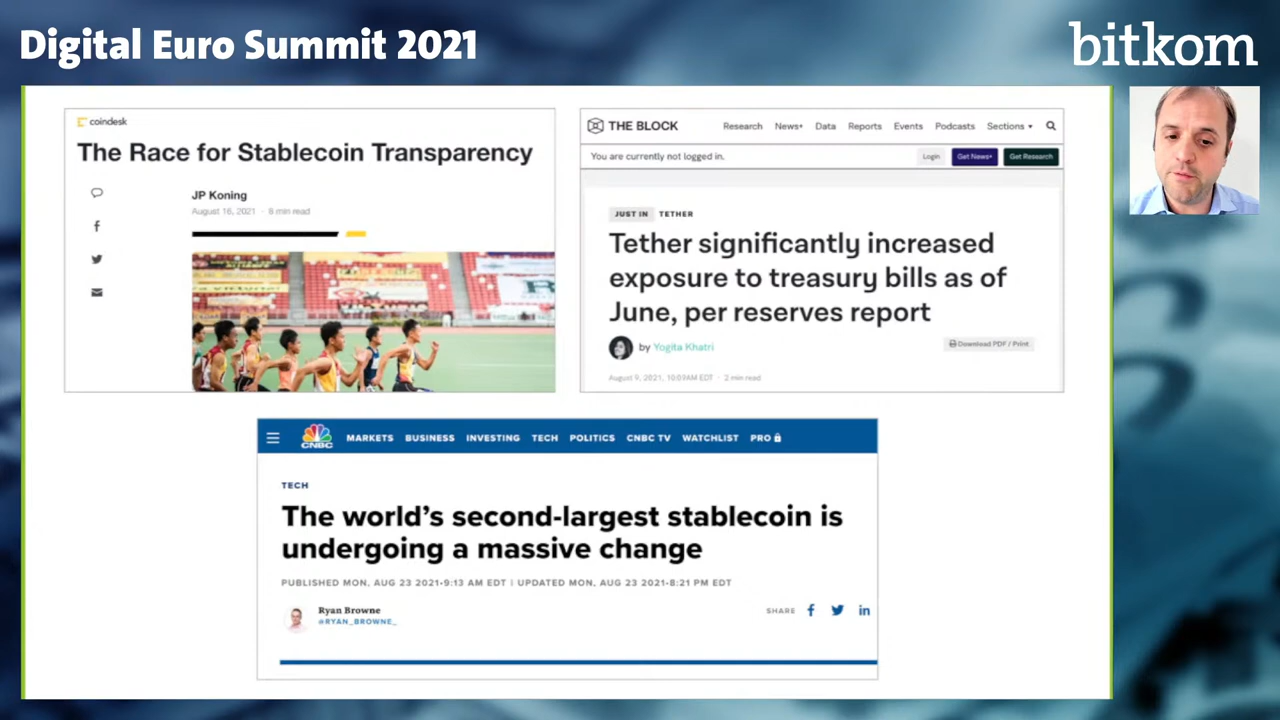 Digital Euro Summit 2021
bitkom
coindesk
The Race for Stablecoin Transparency
JP Koning
August 16, 2021 · 8 min read
THE BLOCK
Research News+ Data Reports Events Podcasts Sections
You are currently not logged in.
Login Get News+ Get Research
JUST IN TETHER
Tether significantly increased
exposure to treasury bills as of
June, per reserves report
by Yogita Khatri
Download PDF / Print
August 9, 2021, 10:09AM EDT · 2 min read
CNBC
MARKETS BUSINESS INVESTING TECH POLITICS CNBC TV WATCHLIST PRO
TECH
The world's second-largest stablecoin is
undergoing a massive change
PUBLISHED MON, AUG 23 2021•9:13 AM EDT | UPDATED MON, AUG 23 2021•8:21 PM EDT
Ryan Browne
@RYAN_BROWNE_
SHARE